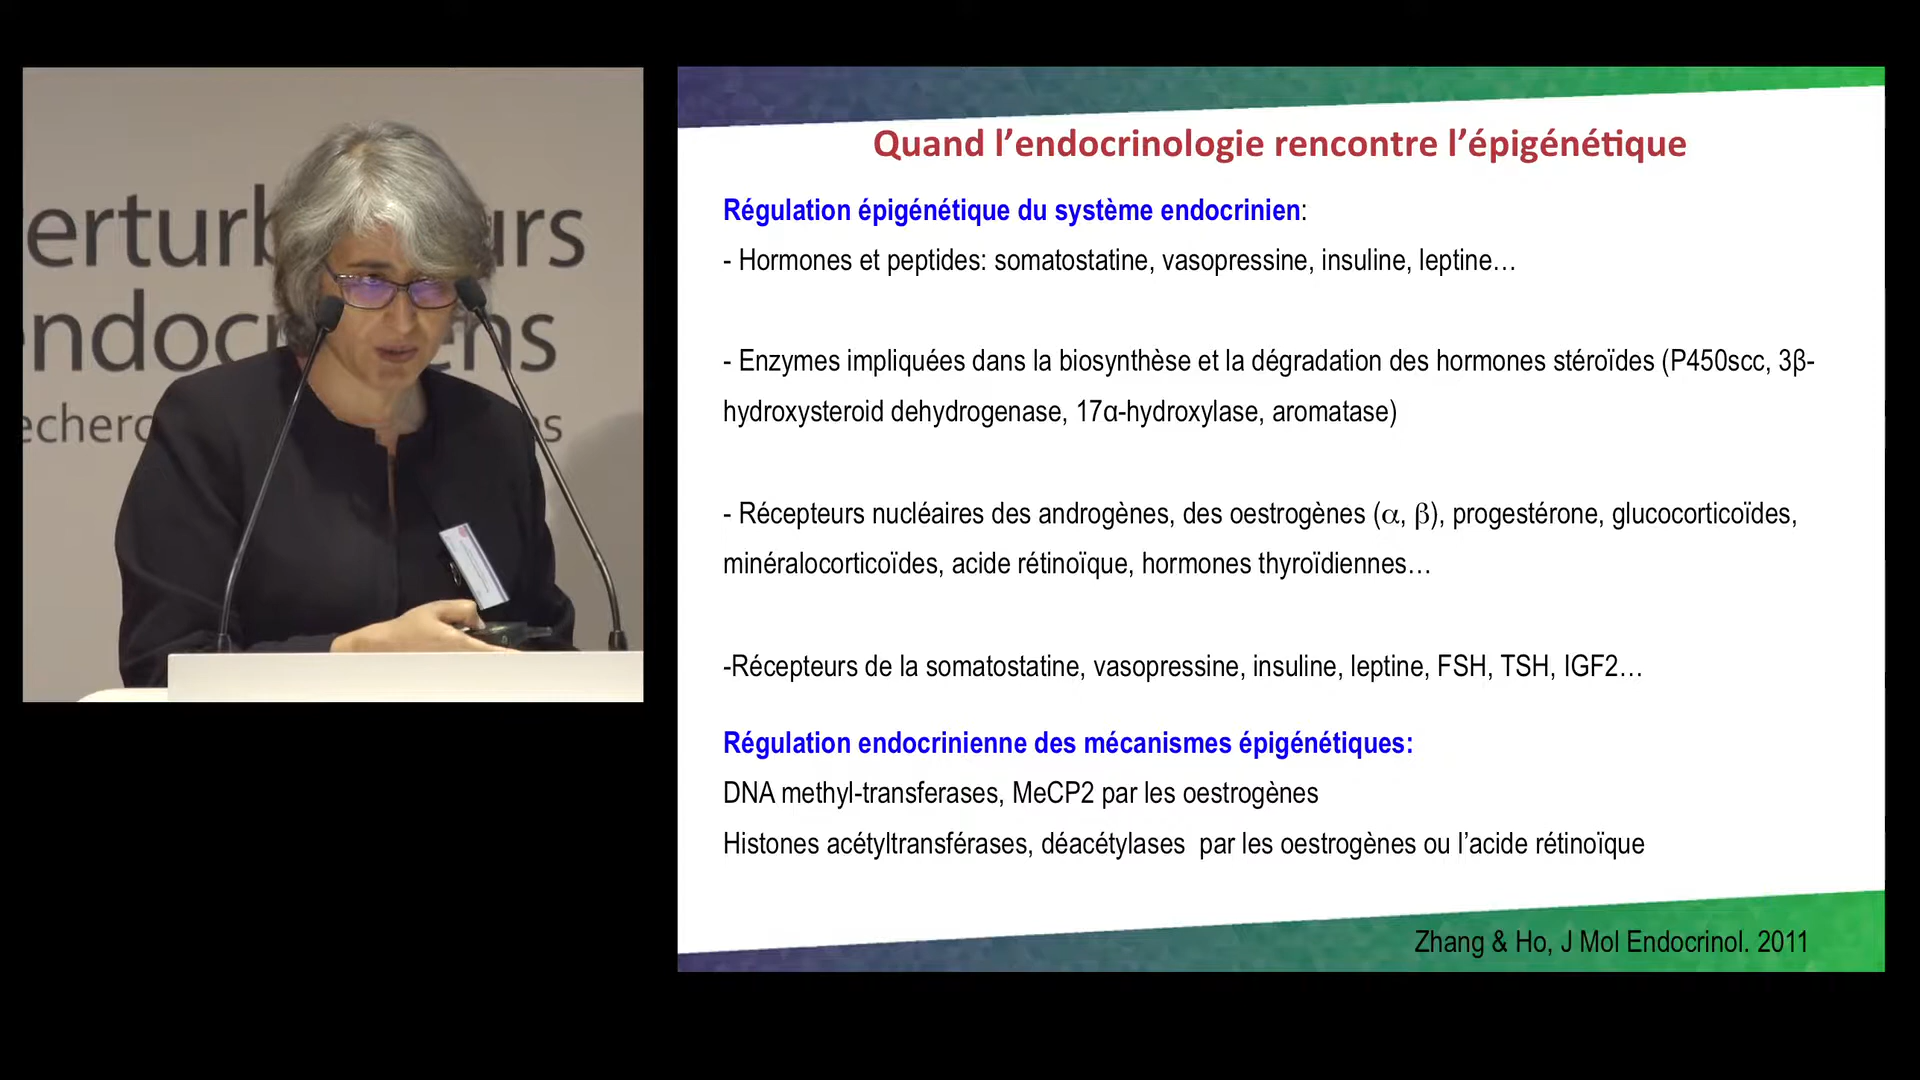 erturb urs
endocr ens
echerc es
Quand l’endocrinologie rencontre l’épigénétique
Régulation épigénétique du système endocrinien:
- Hormones et peptides: somatostatine, vasopressine, insuline, leptine…
- Enzymes impliquées dans la biosynthèse et la dégradation des hormones stéroïdes (P450scc, 3β-
hydroxysteroid dehydrogenase, 17α-hydroxylase, aromatase)
- Récepteurs nucléaires des androgènes, des oestrogènes (α, β), progestérone, glucocorticoïdes,
minéralocorticoïdes, acide rétinoïque, hormones thyroïdiennes…
-Récepteurs de la somatostatine, vasopressine, insuline, leptine, FSH, TSH, IGF2…
Régulation endocrinienne des mécanismes épigénétiques:
DNA methyl-transferases, MeCP2 par les oestrogènes
Histones acétyltransférases, déacétylases  par les oestrogènes ou l’acide rétinoïque
Zhang & Ho, J Mol Endocrinol. 2011